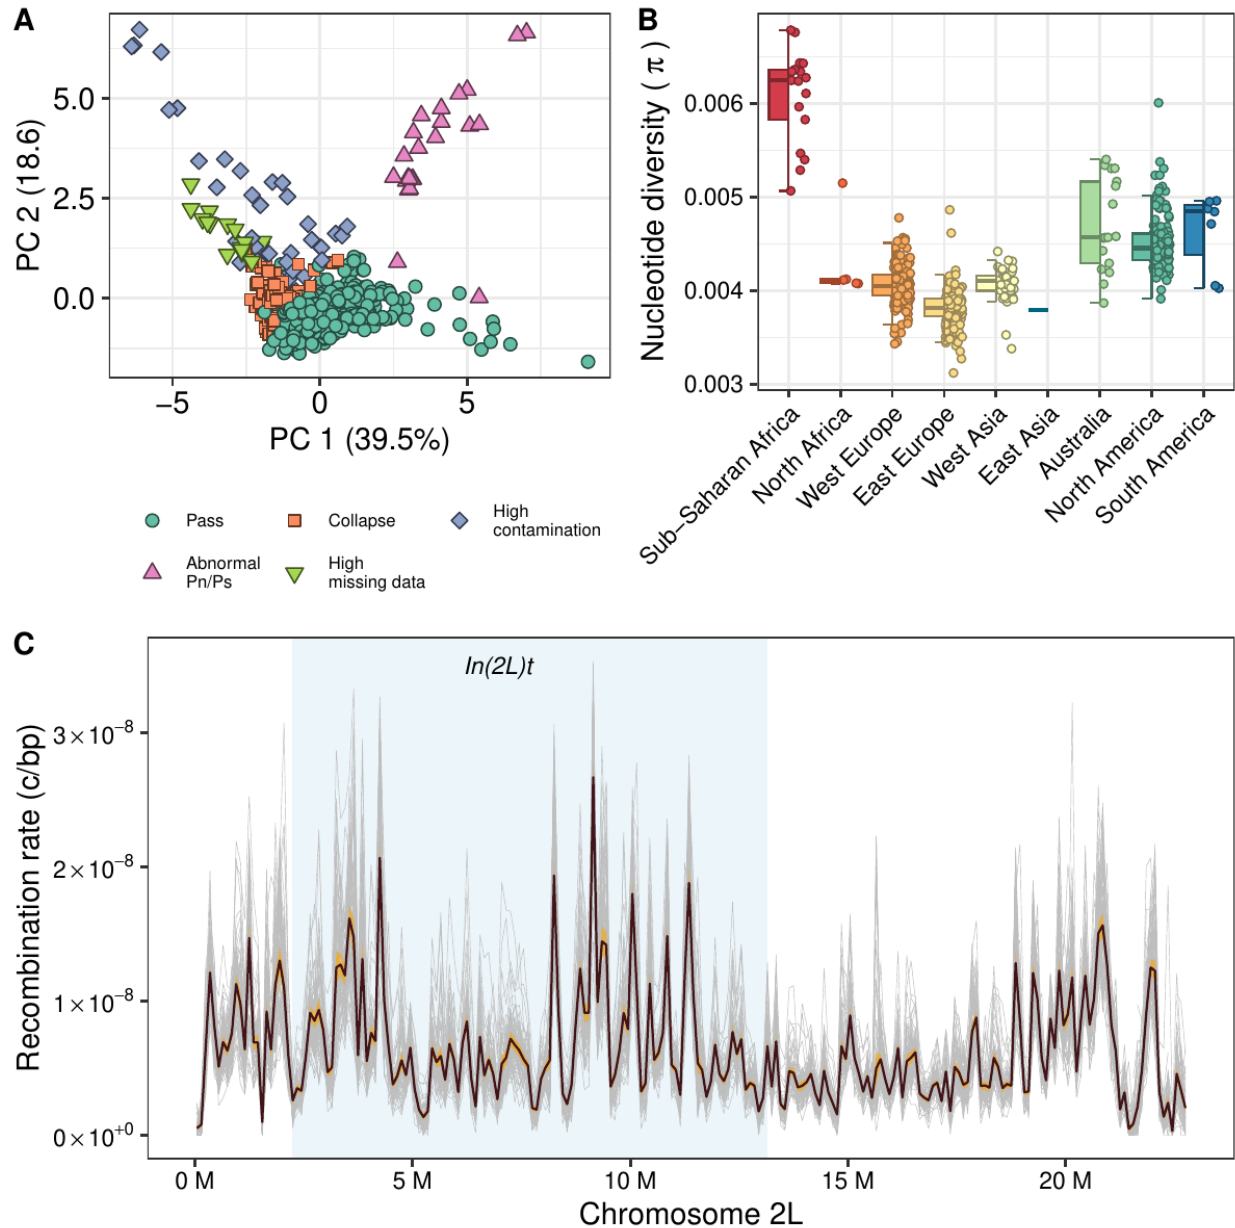 A
PC 2 (18.6)
5.0
2.5
0.0
−5
0
5
PC 1 (39.5%)
Pass
Collapse
High
contamination
Abnormal
Pn/Ps
High
missing data
B
Nucleotide diversity ( π )
0.006
0.005
0.004
0.003
Sub−Saharan Africa
North Africa
West Europe
East Europe
West Asia
East Asia
Australia
North America
South America
C
In(2L)t
Recombination rate (c/bp)
3×10⁻⁸
2×10⁻⁸
1×10⁻⁸
0×10⁺⁰
0 M
5 M
10 M
15 M
20 M
Chromosome 2L